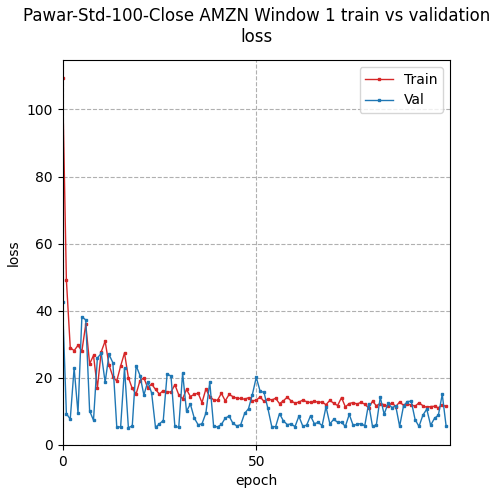 Pawar-Std-100-Close AMZN Window 1 train vs validation
loss
Train
Val
100
80
60
40
20
0
loss
0
50
epoch